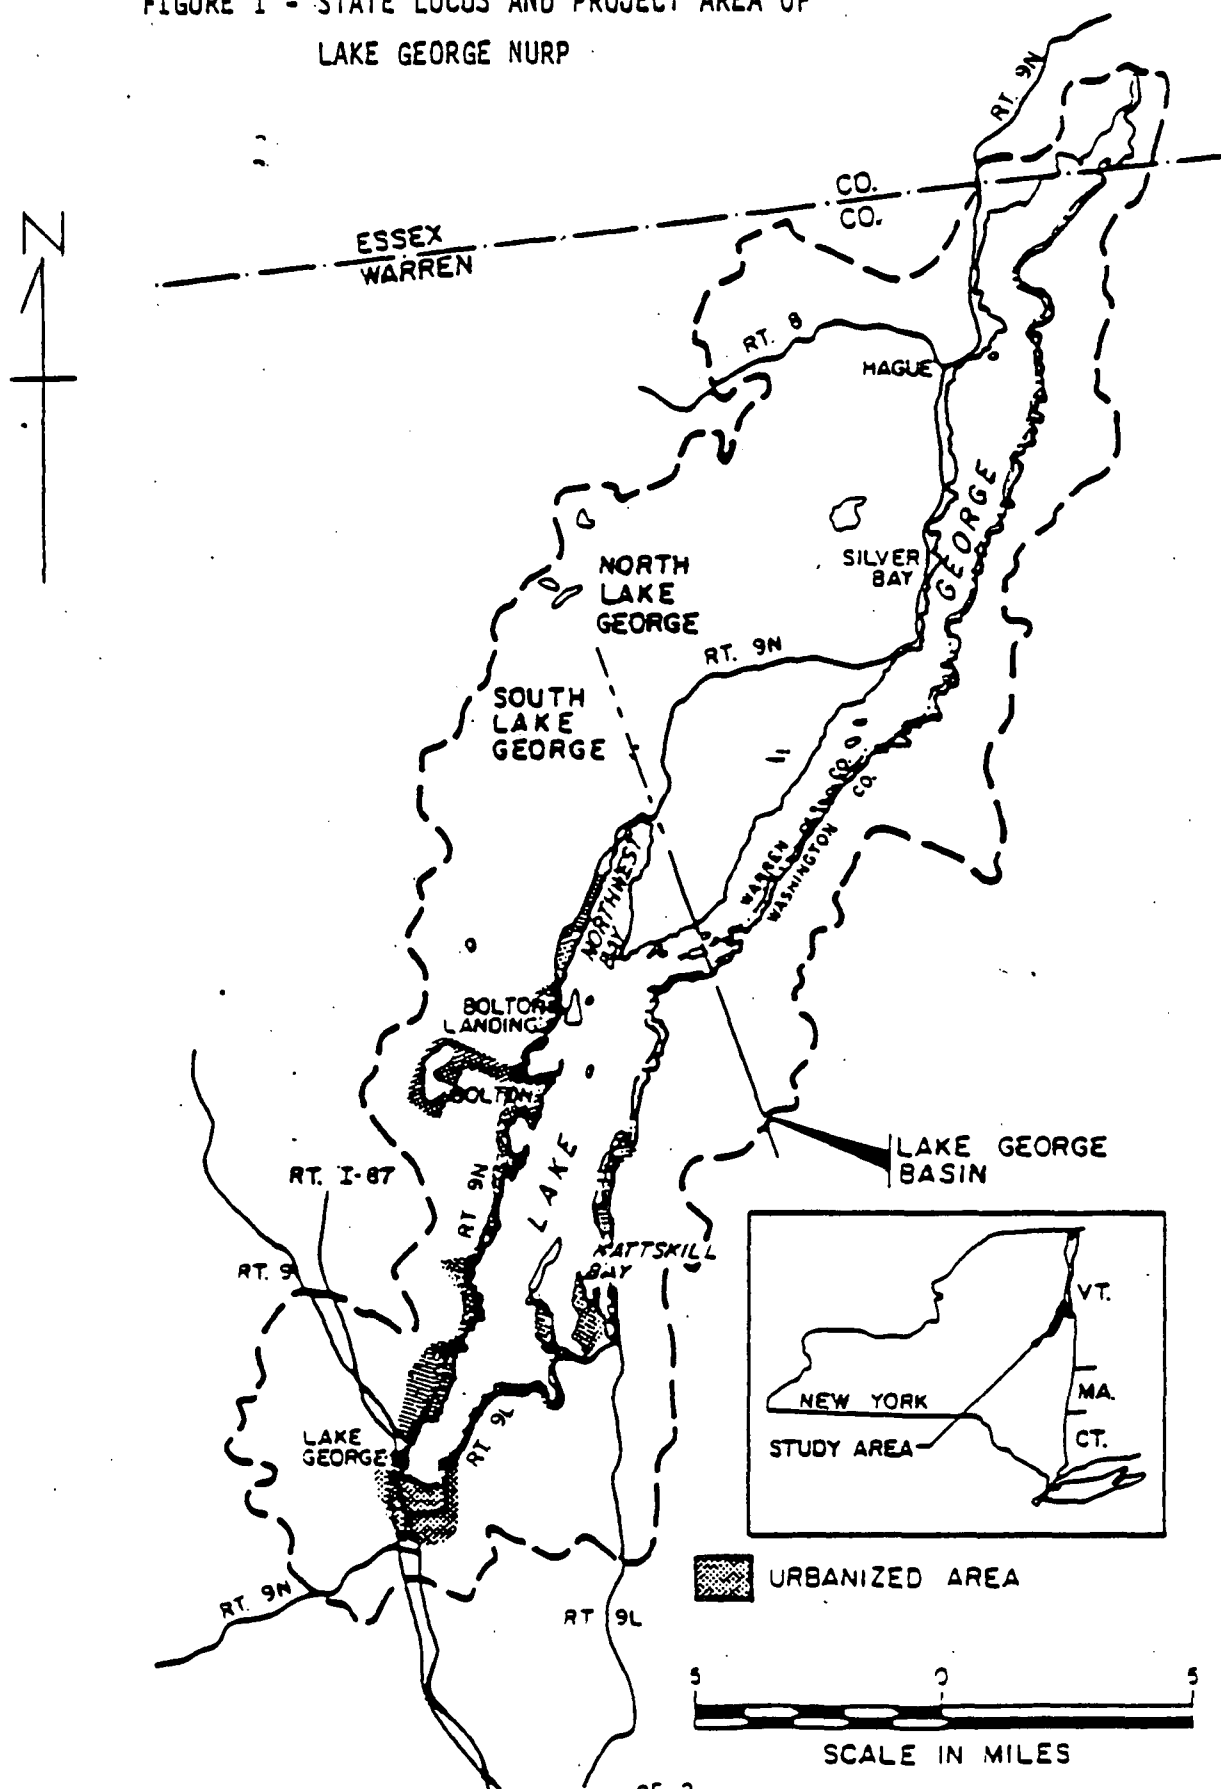 FIGURE 1 - STATE LOCUS AND PROJECT AREA OF
LAKE GEORGE NURP
RT. 9N
CO.
CO.
ESSEX
WARREN
N
RT. 8
HAGUE
GEORGE
SILVER
BAY
NORTH
LAKE
GEORGE
RT. 9N
SOUTH
LAKE
GEORGE
WARREN CO.
WASHINGTON CO.
NORTHWEST
BAY
BOLTON
LANDING
BOLTON
LAKE
LAKE GEORGE
BASIN
RT. I-87
RT 9N
KATTSKILL
BAY
RT. 9
VT.
MA.
NEW YORK
CT.
STUDY AREA
RT 9L
LAKE
GEORGE
URBANIZED AREA
RT. 9N
RT 9L
5 0 5
SCALE IN MILES